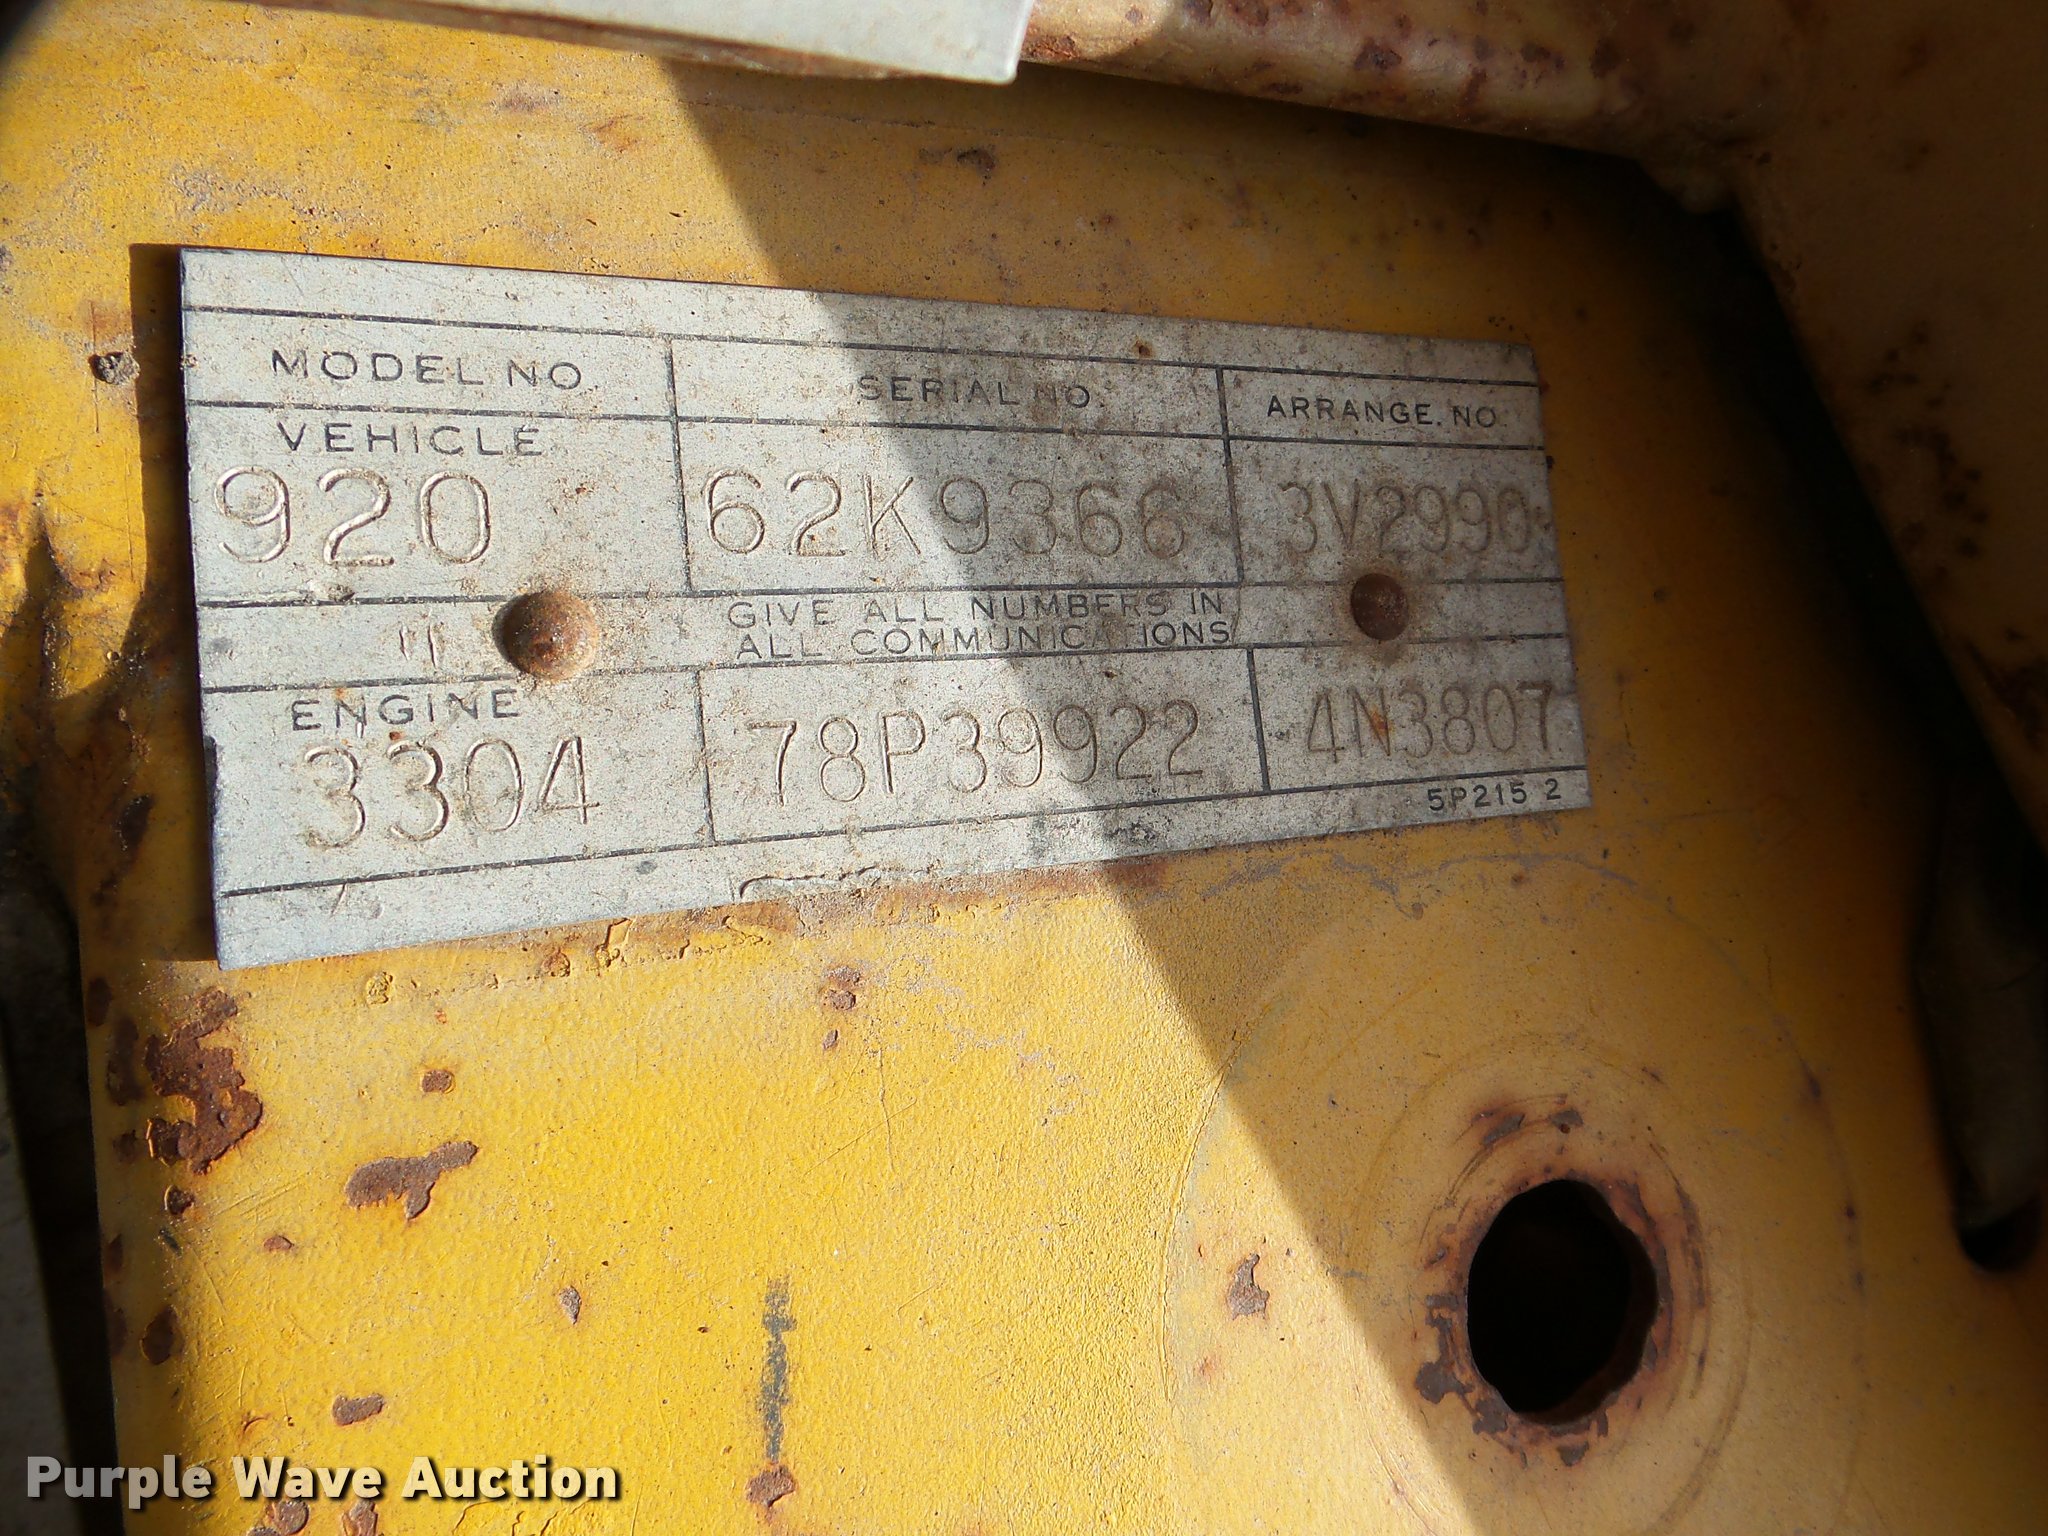 MODEL NO. SERIAL NO. ARRANGE. NO.
VEHICLE
920 62K9366 3V2990
GIVE ALL NUMBERS IN
ALL COMMUNICATIONS
ENGINE
3304 78P39922 4N3807
5P215 2
Purple Wave Auction